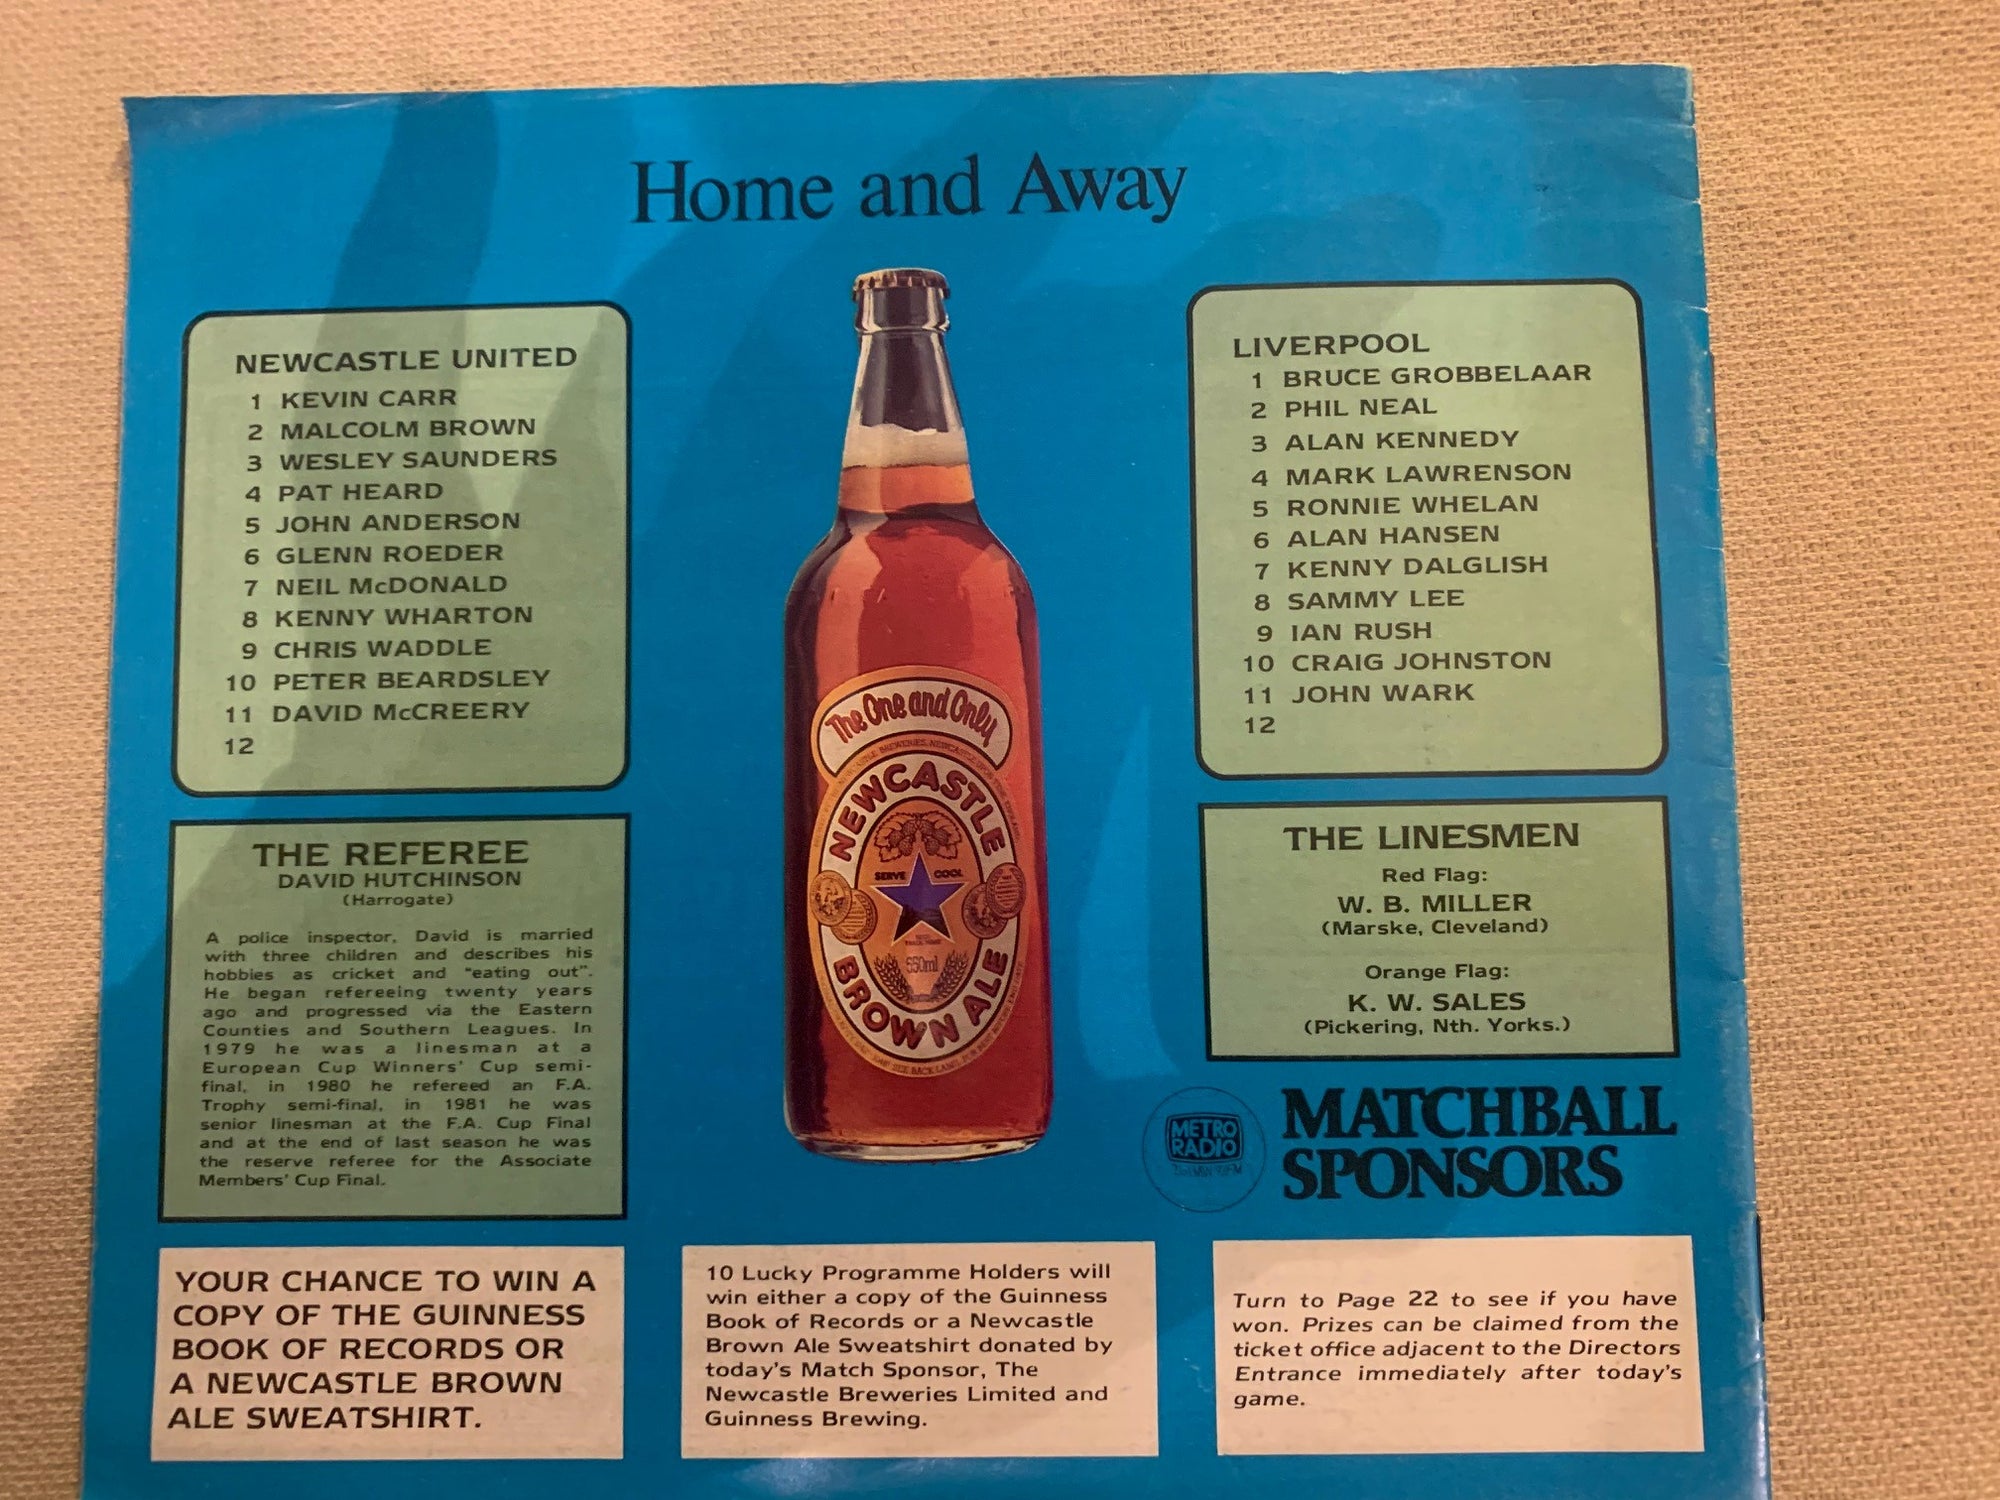 Home and Away
NEWCASTLE UNITED
1 KEVIN CARR
2 MALCOLM BROWN
3 WESLEY SAUNDERS
4 PAT HEARD
5 JOHN ANDERSON
6 GLENN ROEDER
7 NEIL McDONALD
8 KENNY WHARTON
9 CHRIS WADDLE
10 PETER BEARDSLEY
11 DAVID McCREERY
12
LIVERPOOL
1 BRUCE GROBBELAAR
2 PHIL NEAL
3 ALAN KENNEDY
4 MARK LAWRENSON
5 RONNIE WHELAN
6 ALAN HANSEN
7 KENNY DALGLISH
8 SAMMY LEE
9 IAN RUSH
10 CRAIG JOHNSTON
11 JOHN WARK
12
The One and Only
NEWCASTLE
SERVE COOL
550ml
BROWN ALE
THE REFEREE
DAVID HUTCHINSON
(Harrogate)
A police inspector, David is married
with three children and describes his
hobbies as cricket and "eating out".
He began refereeing twenty years
ago and progressed via the Eastern
Counties and Southern Leagues. In
1979 he was a linesman at a
European Cup Winners' Cup semi-
final, in 1980 he refereed an F.A.
Trophy semi-final, in 1981 he was
senior linesman at the F.A. Cup Final
and at the end of last season he was
the reserve referee for the Associate
Members' Cup Final.
THE LINESMEN
Red Flag:
W. B. MILLER
(Marske, Cleveland)
Orange Flag:
K. W. SALES
(Pickering, Nth. Yorks.)
METRO
RADIO
MATCHBALL
SPONSORS
YOUR CHANCE TO WIN A
COPY OF THE GUINNESS
BOOK OF RECORDS OR
A NEWCASTLE BROWN
ALE SWEATSHIRT.
10 Lucky Programme Holders will
win either a copy of the Guinness
Book of Records or a Newcastle
Brown Ale Sweatshirt donated by
today's Match Sponsor, The
Newcastle Breweries Limited and
Guinness Brewing.
Turn to Page 22 to see if you have
won. Prizes can be claimed from the
ticket office adjacent to the Directors
Entrance immediately after today's
game.